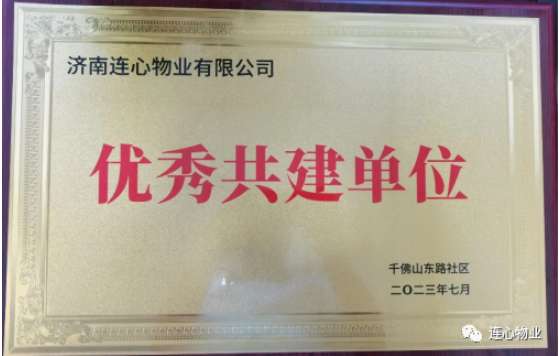 济南连心物业有限公司
优秀共建单位
千佛山东路社区
二〇二三年七月
连心物业